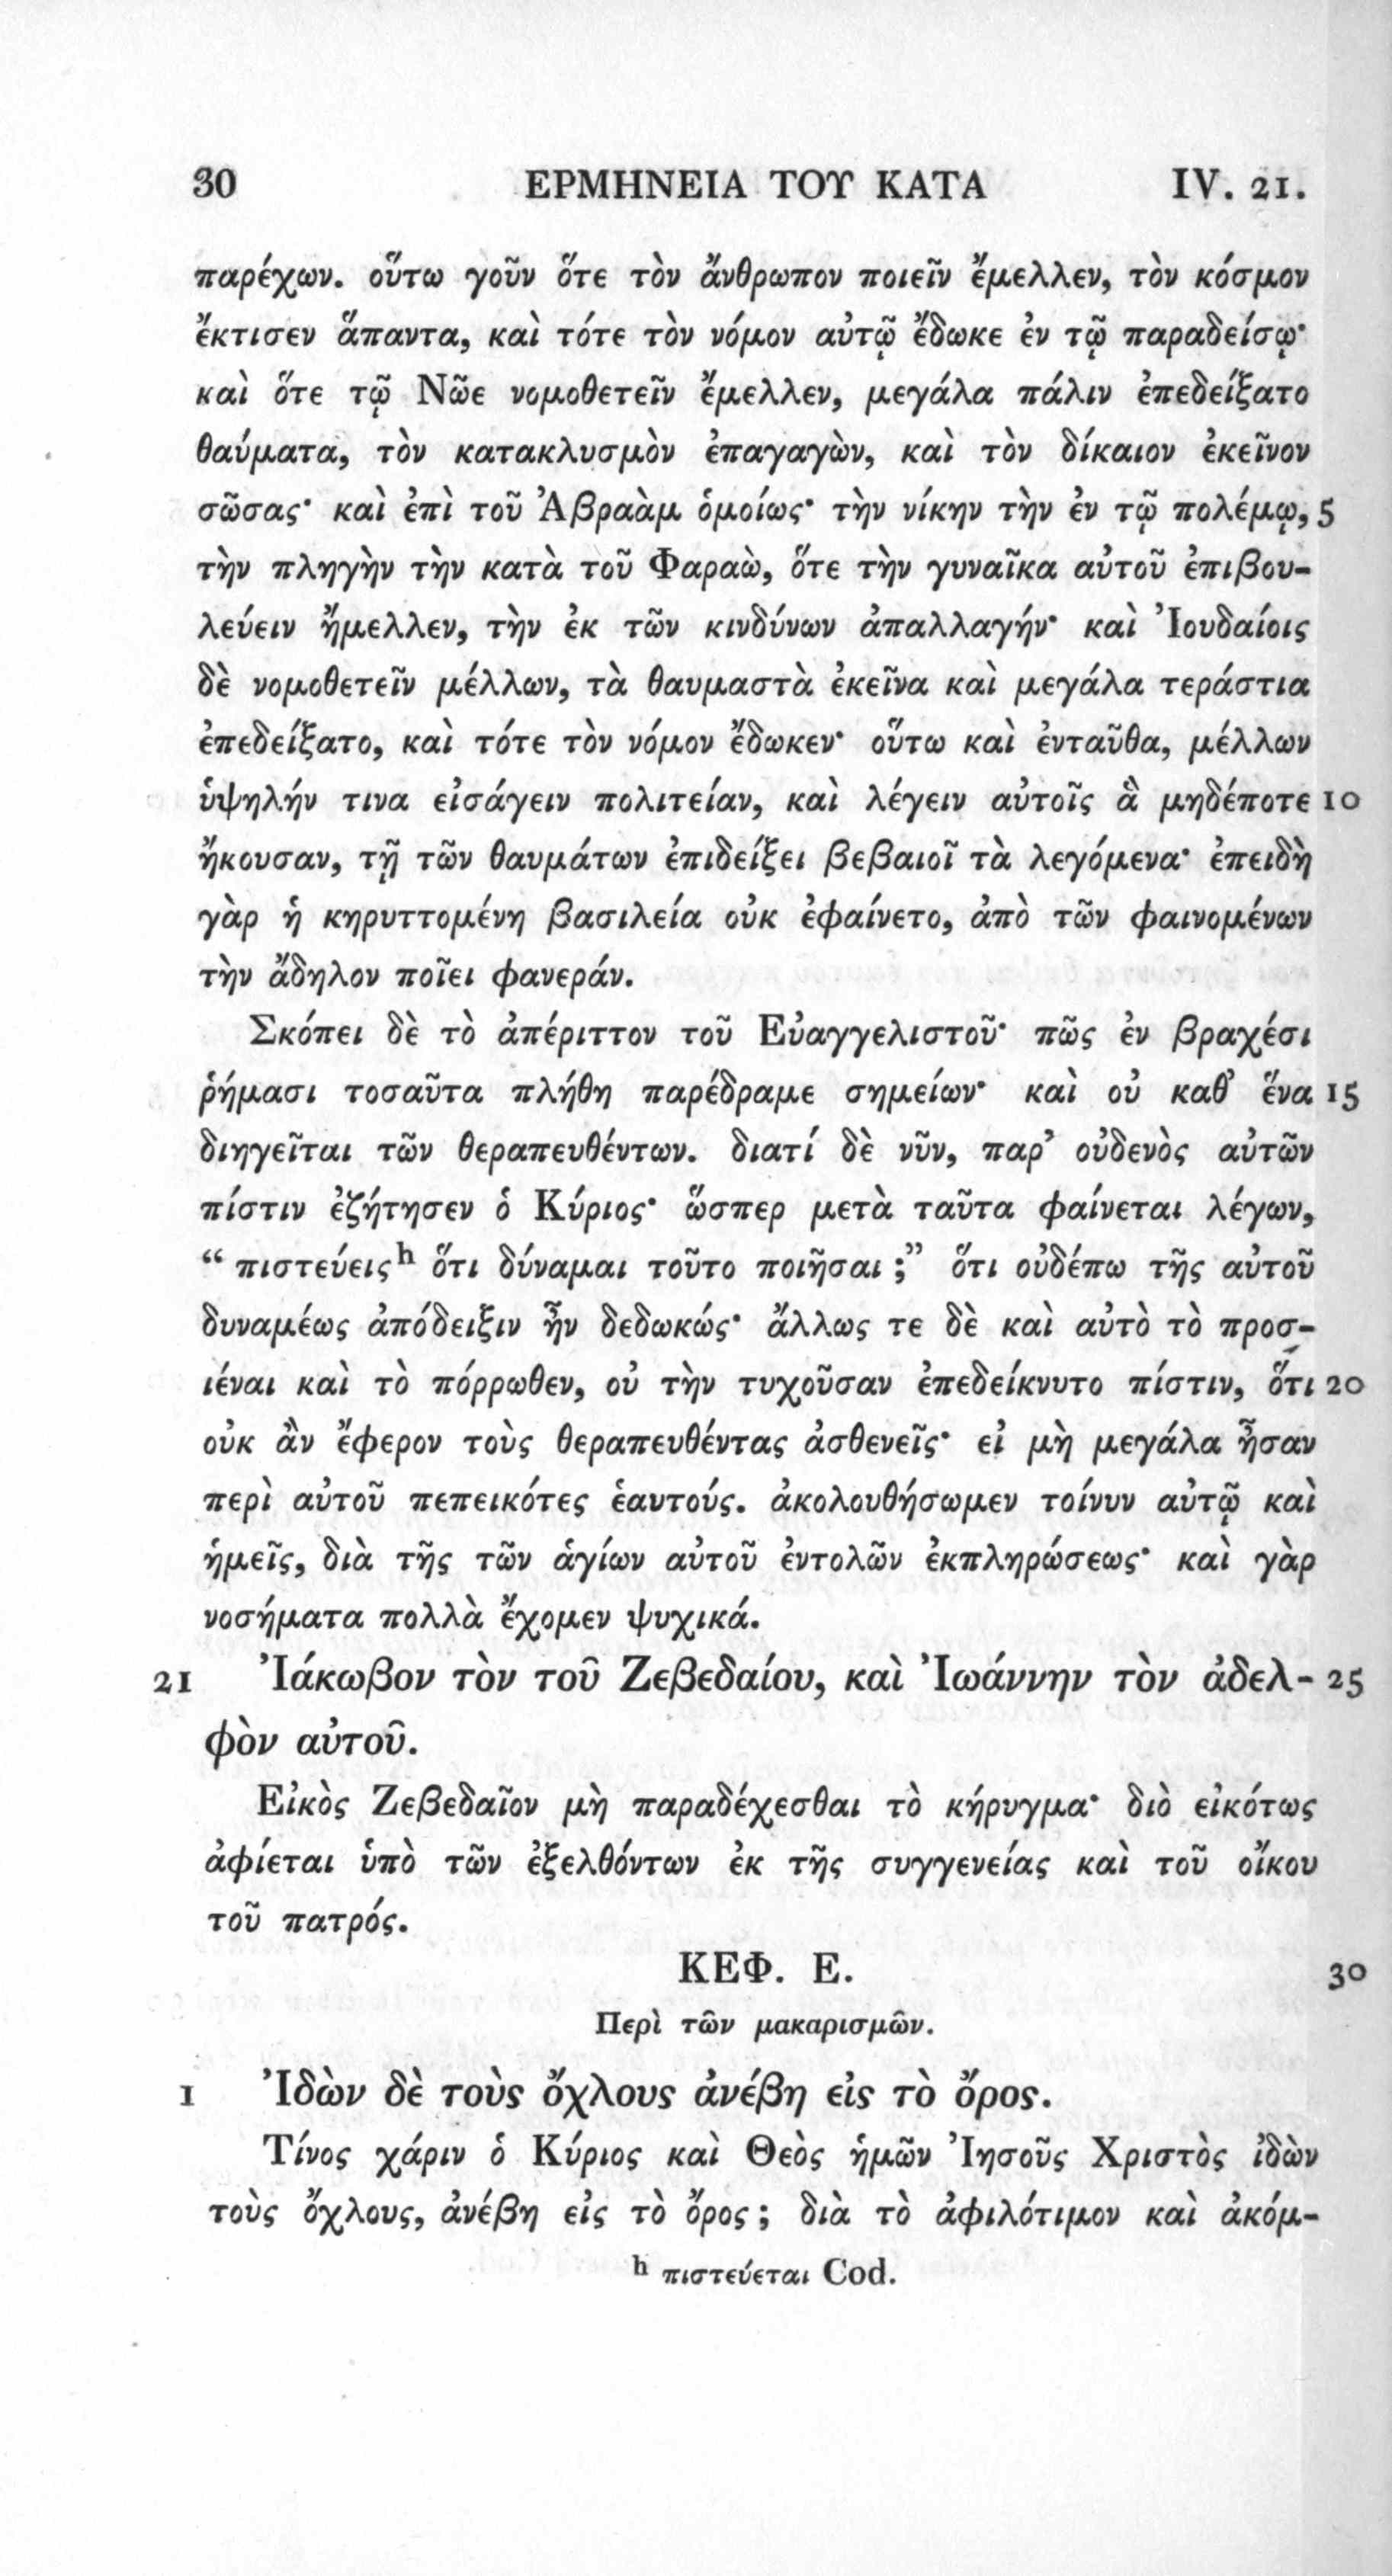 30 ΕΡΜΗΝΕΙΑ ΤΟΥ ΚΑΤΑ IV. 21.
παρέχων. οὕτω γοῦν ὅτε τὸν ἄνθρωπον ποιεῖν ἔμελλεν, τὸν κόσμον
ἔκτισεν ἅπαντα, καὶ τότε τὸν νόμον αὐτῷ ἔδωκε ἐν τῷ παραδείσῳ·
καὶ ὅτε τῷ Νῶε νομοθετεῖν ἔμελλεν, μεγάλα πάλιν ἐπεδείξατο
θαύματα, τὸν κατακλυσμὸν ἐπαγαγὼν, καὶ τὸν δίκαιον ἐκεῖνον
σῶσας· καὶ ἐπὶ τοῦ Ἀβραὰμ ὁμοίως· τὴν νίκην τὴν ἐν τῷ πολέμῳ, 5
τὴν πληγὴν τὴν κατὰ τοῦ Φαραὼ, ὅτε τὴν γυναῖκα αὐτοῦ ἐπιβου-
λεύειν ἤμελλεν, τὴν ἐκ τῶν κινδύνων ἀπαλλαγήν· καὶ Ἰουδαίοις
δὲ νομοθετεῖν μέλλων, τὰ θαυμαστὰ ἐκεῖνα καὶ μεγάλα τεράστια
ἐπεδείξατο, καὶ τότε τὸν νόμον ἔδωκεν· οὕτω καὶ ἐνταῦθα, μέλλων
ὑψηλήν τινα εἰσάγειν πολιτείαν, καὶ λέγειν αὐτοῖς ἃ μηδέποτε 10
ἤκουσαν, τῇ τῶν θαυμάτων ἐπιδείξει βεβαιοῖ τὰ λεγόμενα· ἐπειδὴ
γὰρ ἡ κηρυττομένη βασιλεία οὐκ ἐφαίνετο, ἀπὸ τῶν φαινομένων
τὴν ἄδηλον ποῖει φανεράν.
Σκόπει δὲ τὸ ἀπέριττον τοῦ Εὐαγγελιστοῦ· πῶς ἐν βραχέσι
ῥήμασι τοσαῦτα πλήθη παρέδραμε σημείων· καὶ οὐ καθ’ ἕνα 15
διηγεῖται τῶν θεραπευθέντων. διατί δὲ νῦν, παρ’ οὐδενὸς αὐτῶν
πίστιν ἐζήτησεν ὁ Κύριος· ὥσπερ μετὰ ταῦτα φαίνεται λέγων,
“ πιστεύεις h ὅτι δύναμαι τοῦτο ποιῆσαι ;” ὅτι οὐδέπω τῆς αὐτοῦ
δυναμέως ἀπόδειξιν ἦν δεδωκώς· ἄλλως τε δὲ καὶ αὐτὸ τὸ προσ-
ιέναι καὶ τὸ πόρρωθεν, οὐ τὴν τυχοῦσαν ἐπεδείκνυτο πίστιν, ὅτι 20
οὐκ ἂν ἔφερον τοὺς θεραπευθέντας ἀσθενεῖς· εἰ μὴ μεγάλα ἦσαν
περὶ αὐτοῦ πεπεικότες ἑαυτούς. ἀκολουθήσωμεν τοίνυν αὐτῷ καὶ
ἡμεῖς, διὰ τῆς τῶν ἁγίων αὐτοῦ ἐντολῶν ἐκπληρώσεως· καὶ γὰρ
νοσήματα πολλὰ ἔχομεν ψυχικά.
21 Ἰάκωβον τὸν τοῦ Ζεβεδαίου, καὶ Ἰωάννην τὸν ἀδελ- 25
φὸν αὐτοῦ.
Εἰκὸς Ζεβεδαῖον μὴ παραδέχεσθαι τὸ κήρυγμα· διὸ εἰκότως
ἀφίεται ὑπὸ τῶν ἐξελθόντων ἐκ τῆς συγγενείας καὶ τοῦ οἴκου
τοῦ πατρός.
ΚΕΦ. Ε. 30
Περὶ τῶν μακαρισμῶν.
1 Ἰδὼν δὲ τοὺς ὄχλους ἀνέβη εἰς τὸ ὄρος.
Τίνος χάριν ὁ Κύριος καὶ Θεὸς ἡμῶν Ἰησοῦς Χριστὸς ἰδὼν
τοὺς ὄχλους, ἀνέβη εἰς τὸ ὄρος ; διὰ τὸ ἀφιλότιμον καὶ ἀκόμ-
h πιστεύεται Cod.